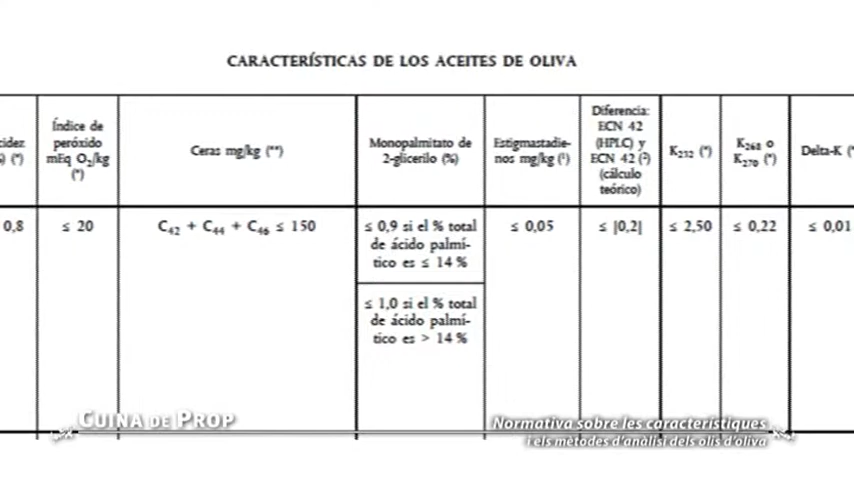 CARACTERÍSTICAS DE LOS ACEITES DE OLIVA
Índice de
peróxido
mEq O₂/kg
(*)
Ceras mg/kg (**)
Monopalmitato de
2-glicerilo (%)
Estigmastadie-
nos mg/kg (¹)
Diferencia:
ECN 42
(HPLC) y
ECN 42 (²)
(cálculo
teórico)
K₂₃₂ (*)
K₂₆₈ o
K₂₇₀ (*)
Delta-K (*
0,8
≤ 20
C₄₂ + C₄₄ + C₄₆ ≤ 150
≤ 0,9 si el % total
de ácido palmí-
tico es ≤ 14 %
≤ 1,0 si el % total
de ácido palmí-
tico es > 14 %
≤ 0,05
≤ |0,2|
≤ 2,50
≤ 0,22
≤ 0,01
CUINA DE PROP
Normativa sobre les característiques
i els mètodes d'anàlisi dels olis d'oliva